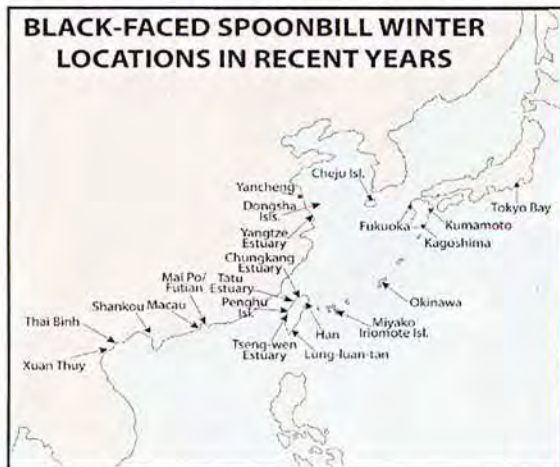 BLACK-FACED SPOONBILL WINTER
LOCATIONS IN RECENT YEARS
Cheju Isl.
Yancheng
Dongsha
Isls.
Tokyo Bay
Fukuoka
Kumamoto
Yangtze
Estuary
Kagoshima
Chungkang
Estuary
Mai Po/
Futian
Tatu
Estuary
Okinawa
Shankou
Macau
Penghu
Isl.
Thai Binh
Han
Miyako
Iriomote Isl.
Tseng-wen
Estuary
Lung-luan-tan
Xuan Thuy